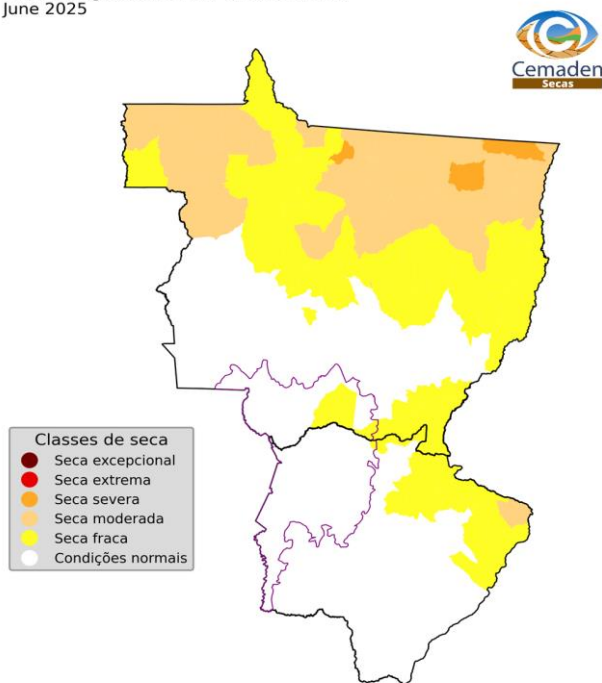 June 2025
Cemaden
Secas
Classes de seca
Seca excepcional
Seca extrema
Seca severa
Seca moderada
Seca fraca
Condições normais